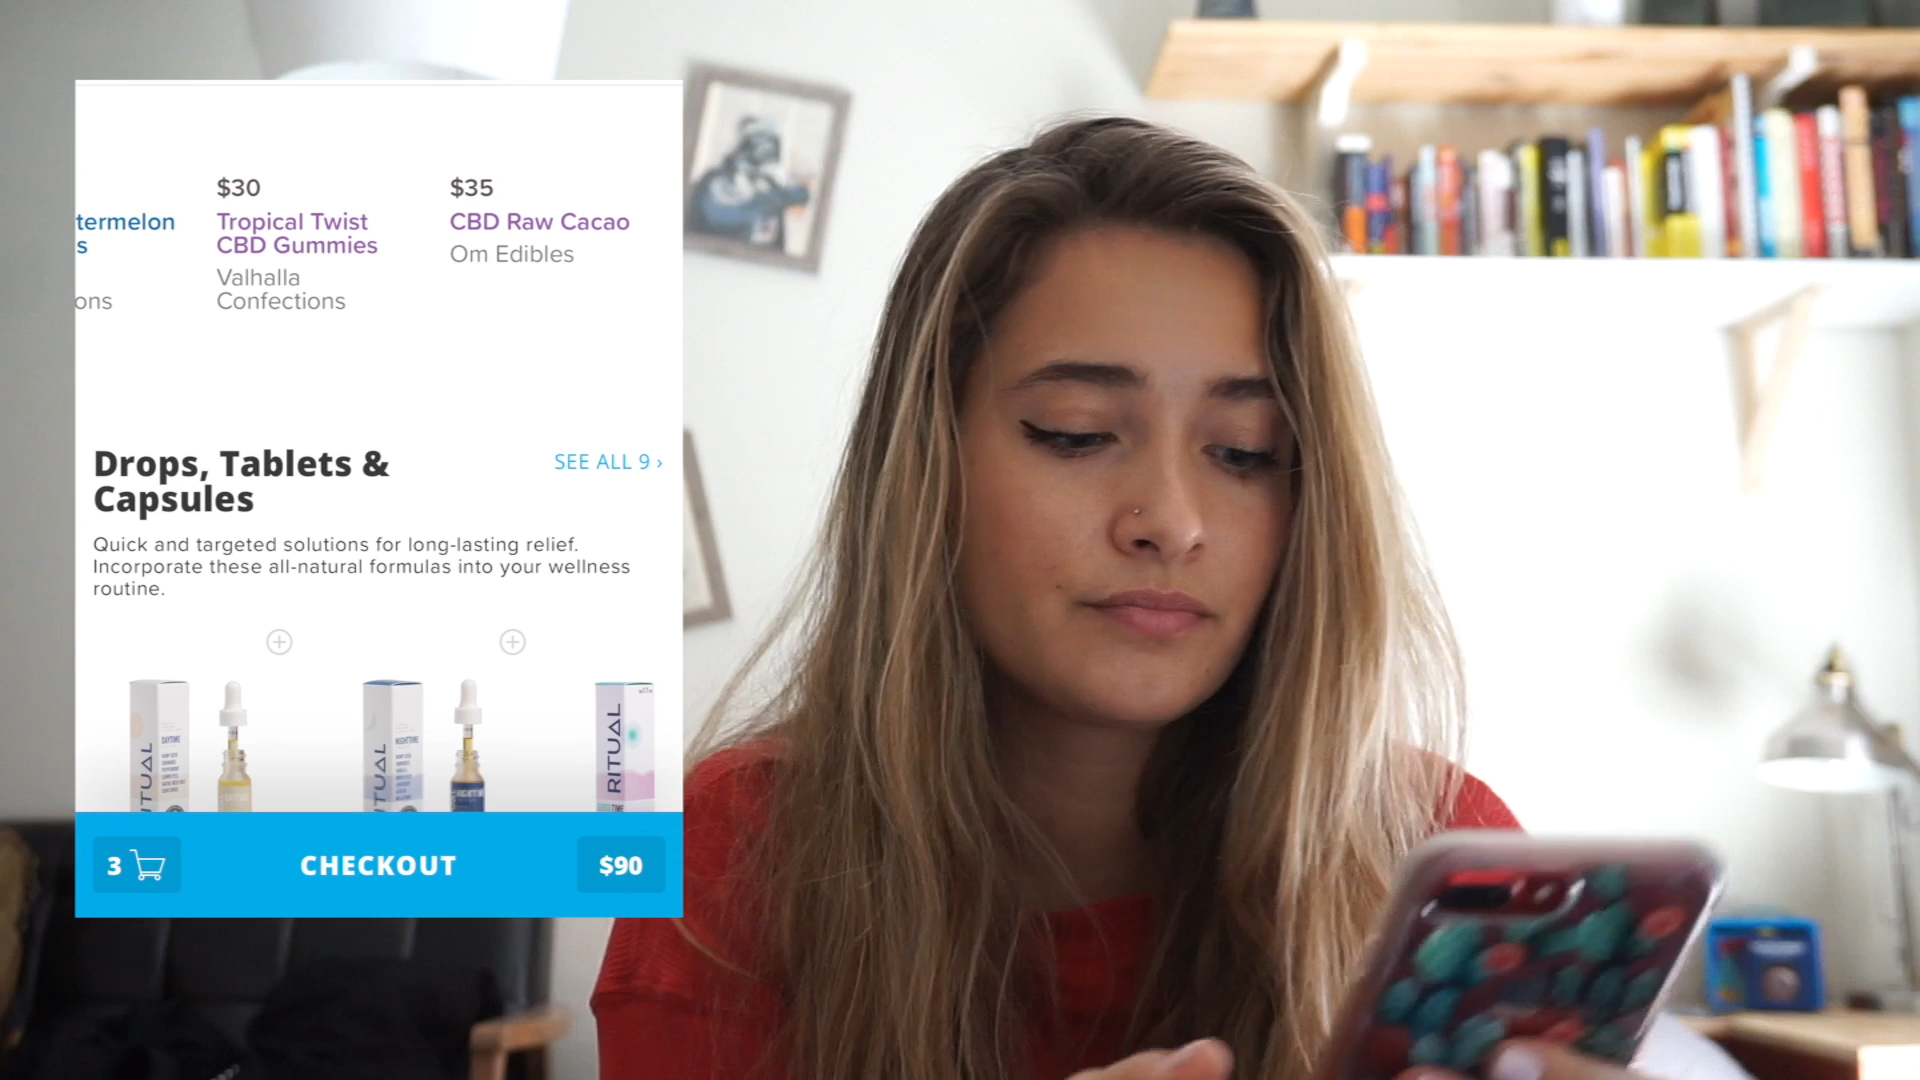 $30
$35
termelon
Tropical Twist
CBD Raw Cacao
s
CBD Gummies
Om Edibles
Valhalla
ons
Confections
Drops, Tablets &
SEE ALL 9 ›
Capsules
Quick and targeted solutions for long-lasting relief.
Incorporate these all-natural formulas into your wellness
routine.
DAYTIME
NIGHTTIME
RITUAL
3
CHECKOUT
$90